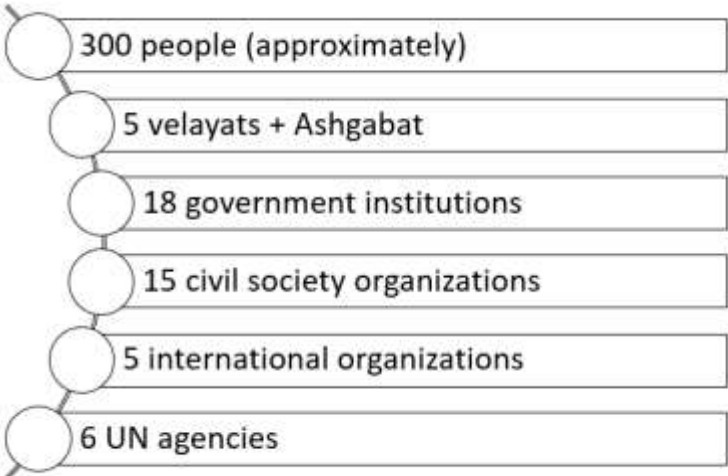 300 people (approximately)
5 velayats + Ashgabat
18 government institutions
15 civil society organizations
5 international organizations
6 UN agencies